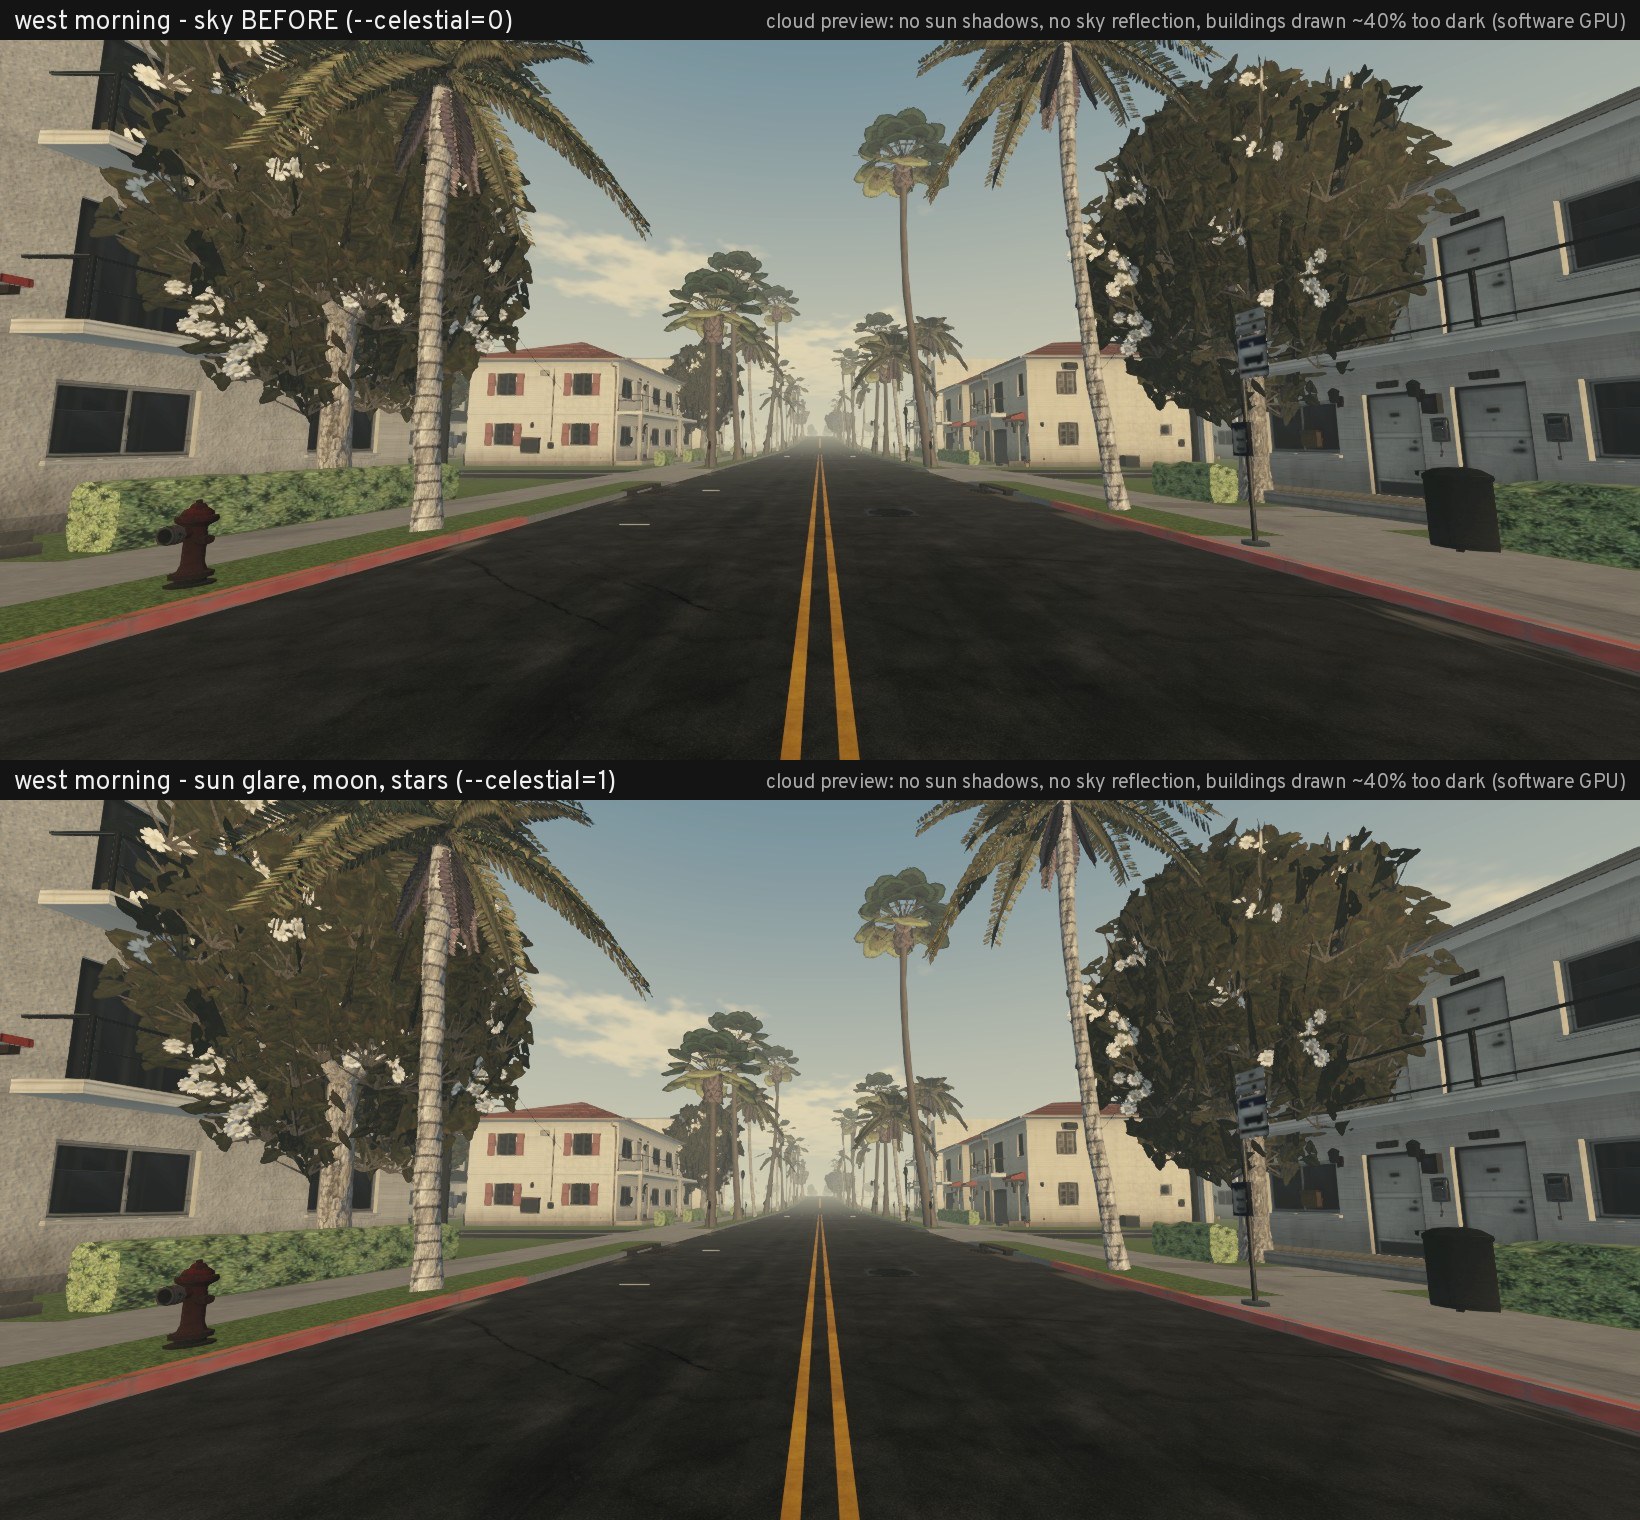 west morning - sky BEFORE (--celestial=0)
cloud preview: no sun shadows, no sky reflection, buildings drawn ~40% too dark (software GPU)
west morning - sun glare, moon, stars (--celestial=1)
cloud preview: no sun shadows, no sky reflection, buildings drawn ~40% too dark (software GPU)